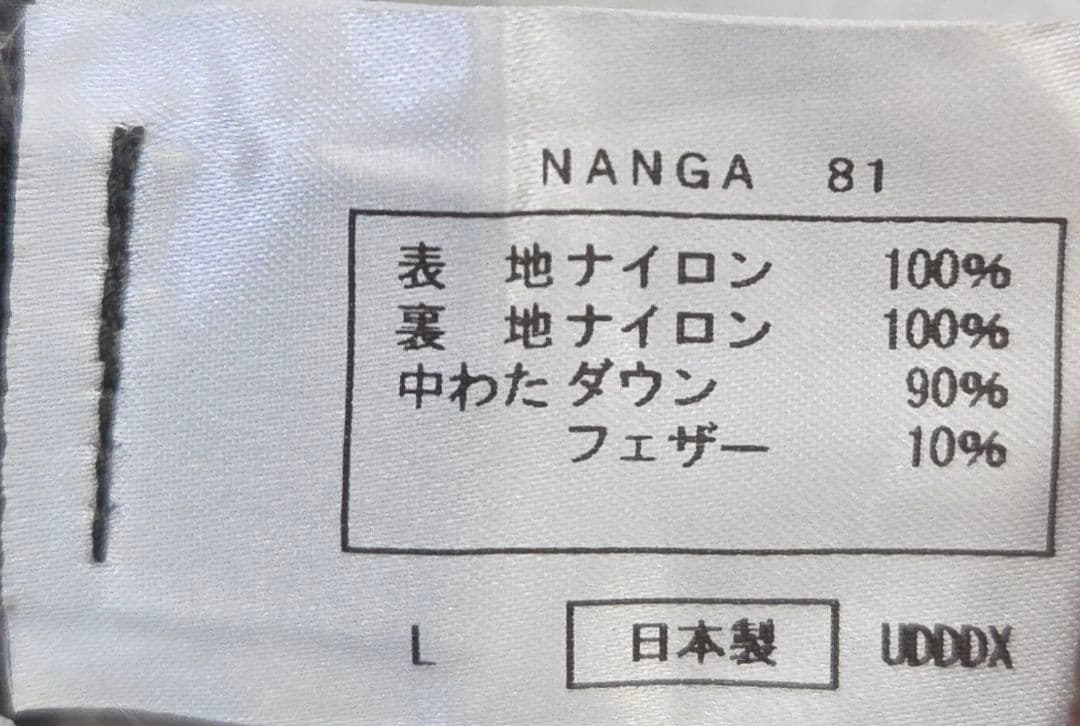 NANGA 81
表 地 ナイロン 100%
裏 地 ナイロン 100%
中わた ダウン 90%
フェザー 10%
L 日本製 UDDDX